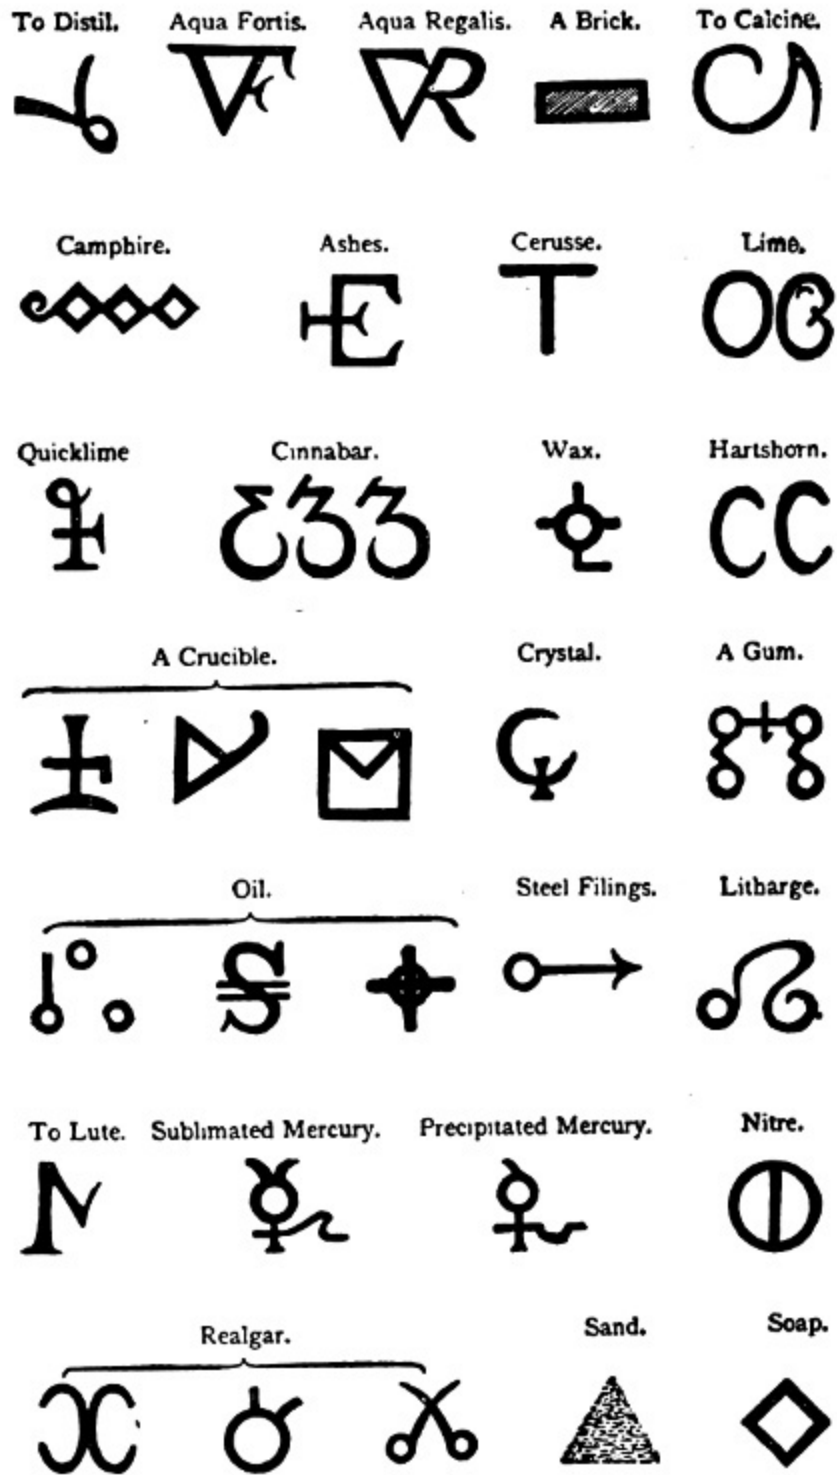 To Distil. Aqua Fortis. Aqua Regalis. A Brick. To Calcine.
Camphire. Ashes. Cerusse. Lime.
Quicklime Cinnabar. Wax. Hartshorn.
A Crucible. Crystal. A Gum.
Oil. Steel Filings. Litharge.
To Lute. Sublimated Mercury. Precipitated Mercury. Nitre.
Realgar. Sand. Soap.